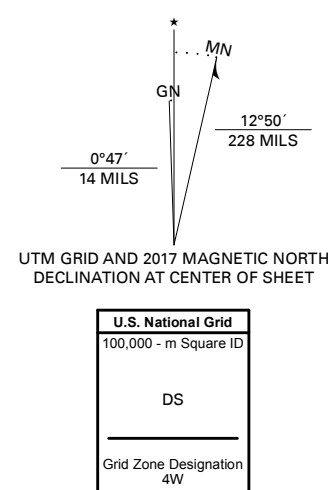 ★
MN
GN
12°50´
228 MILS
0°47´
14 MILS
UTM GRID AND 2017 MAGNETIC NORTH
DECLINATION AT CENTER OF SHEET
U.S. National Grid
100,000 - m Square ID
DS
Grid Zone Designation
4W